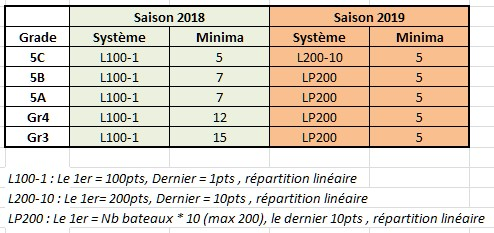 Saison 2018 Saison 2019
Grade Système Minima Système Minima
5C L100-1 5 L200-10 5
5B L100-1 7 LP200 5
5A L100-1 7 LP200 5
Gr4 L100-1 12 LP200 5
Gr3 L100-1 15 LP200 5
L100-1 : Le 1er = 100pts, Dernier = 1pts , répartition linéaire
L200-10 : Le 1er= 200pts, Dernier = 10pts , répartition linéaire
LP200 : Le 1er = Nb bateaux * 10 (max 200), le dernier 10pts , répartition linéaire